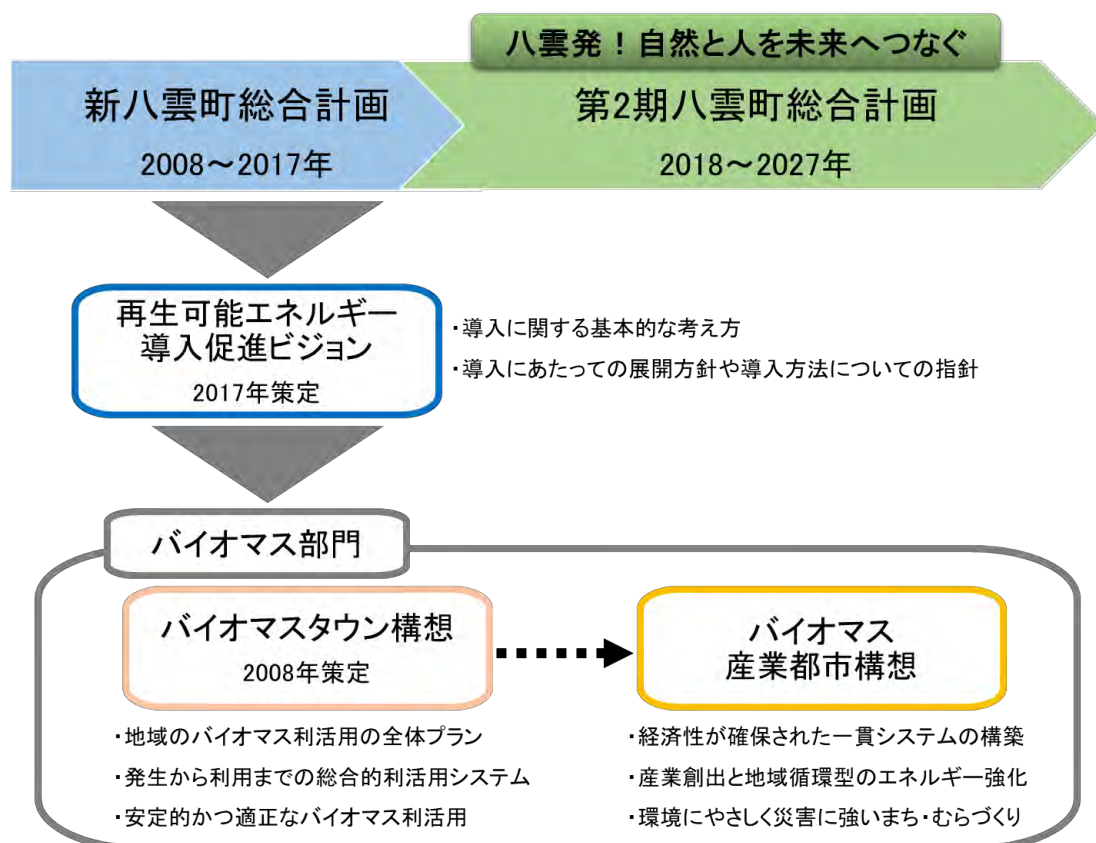 八雲発！自然と人を未来へつなぐ
新八雲町総合計画
2008～2017年
第2期八雲町総合計画
2018～2027年
再生可能エネルギー
導入促進ビジョン
2017年策定
・導入に関する基本的な考え方
・導入にあたっての展開方針や導入方法についての指針
バイオマス部門
バイオマスタウン構想
2008年策定
・地域のバイオマス利活用の全体プラン
・発生から利用までの総合的利活用システム
・安定的かつ適正なバイオマス利活用
バイオマス
産業都市構想
・経済性が確保された一貫システムの構築
・産業創出と地域循環型のエネルギー強化
・環境にやさしく災害に強いまち・むらづくり